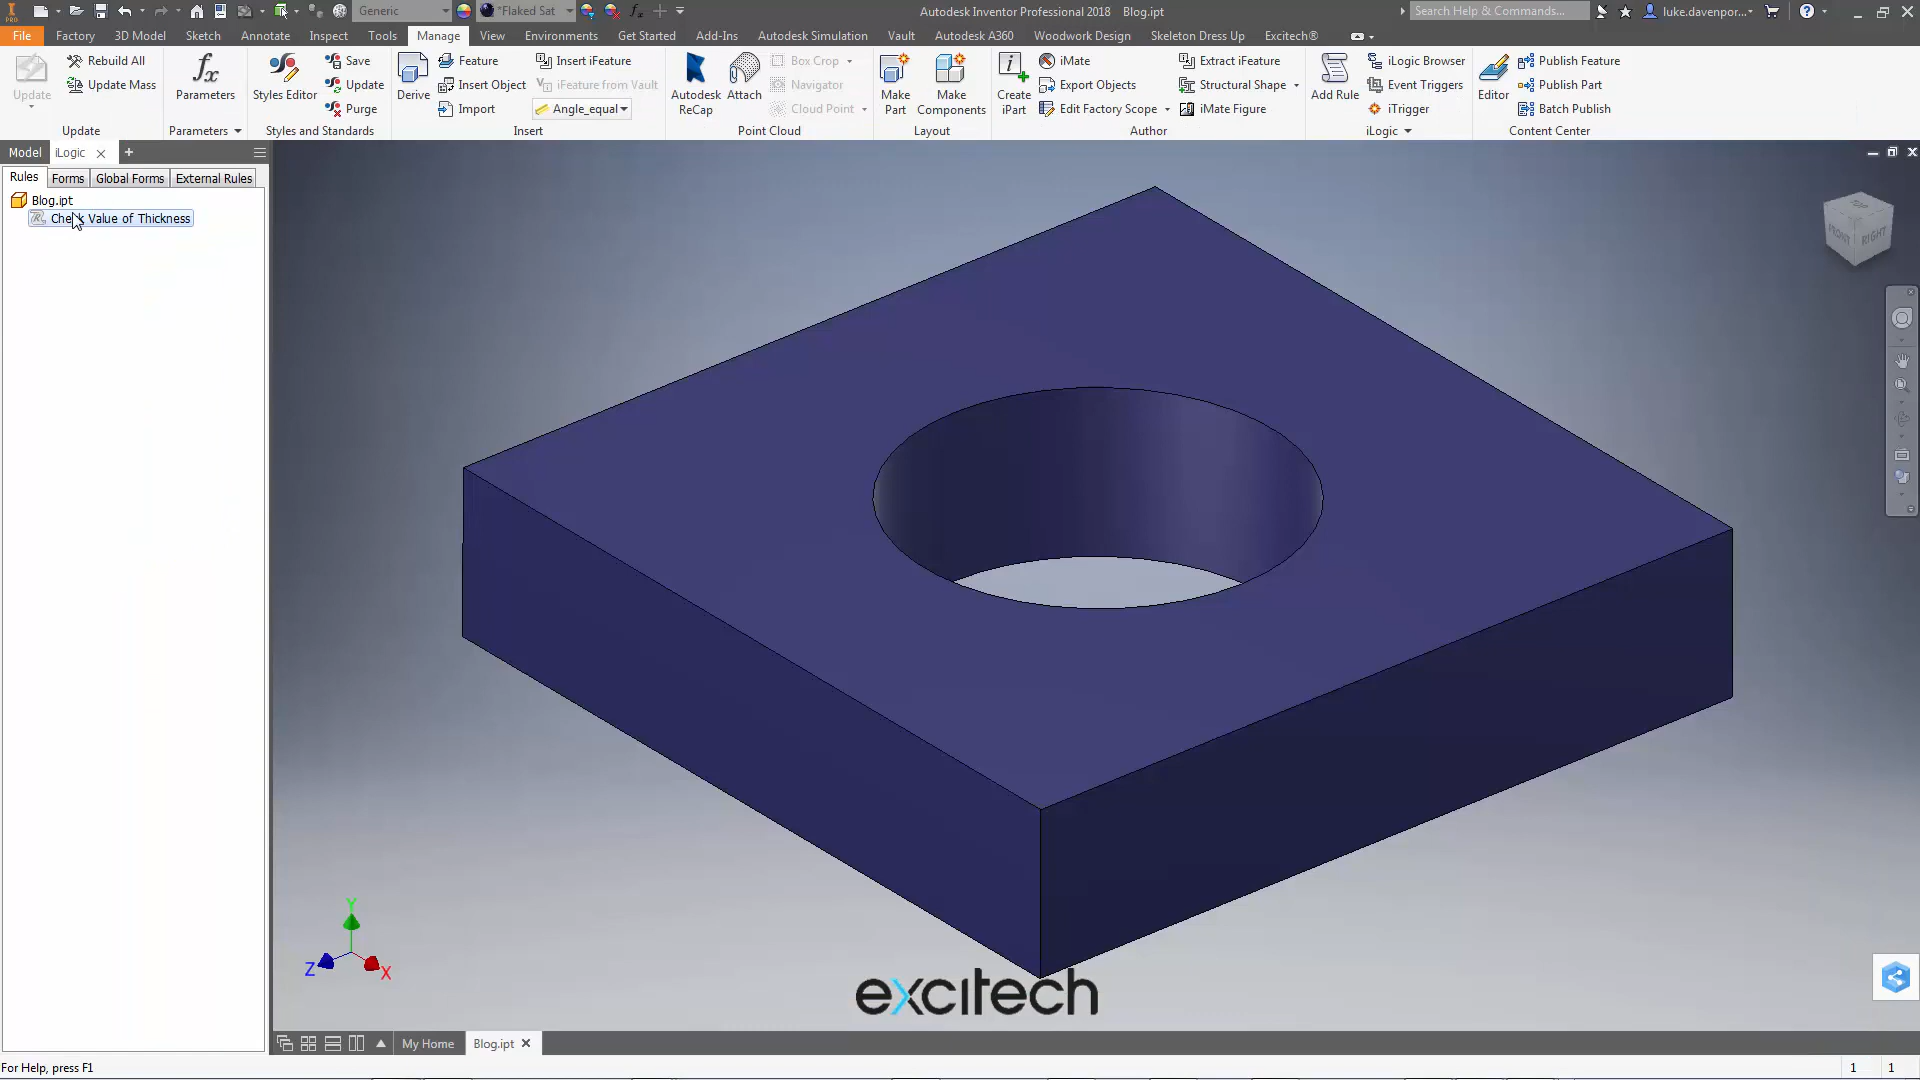 Generic
*Flaked Sat
Autodesk Inventor Professional 2018 Blog.ipt
Search Help & Commands...
luke.davenpor...
File Factory 3D Model Sketch Annotate Inspect Tools Manage View Environments Get Started Add-Ins Autodesk Simulation Vault Autodesk A360 Woodwork Design Skeleton Dress Up Excitech®
Update
Rebuild All
Update Mass
Update
fx
Parameters
Parameters
Styles Editor
Save
Update
Purge
Styles and Standards
Derive
Feature
Insert Object
Import
Insert iFeature
iFeature from Vault
Angle_equal
Insert
Autodesk
ReCap
Attach
Box Crop
Navigator
Cloud Point
Point Cloud
Make
Part
Make
Components
Layout
Create
iPart
iMate
Export Objects
Edit Factory Scope
Extract iFeature
Structural Shape
iMate Figure
Author
Add Rule
iLogic Browser
Event Triggers
iTrigger
iLogic
Editor
Publish Feature
Publish Part
Batch Publish
Content Center
Model iLogic
Rules Forms Global Forms External Rules
Blog.ipt
Check Value of Thickness
FRONT
RIGHT
Y
Z
X
excitech
My Home Blog.ipt
For Help, press F1
1 1